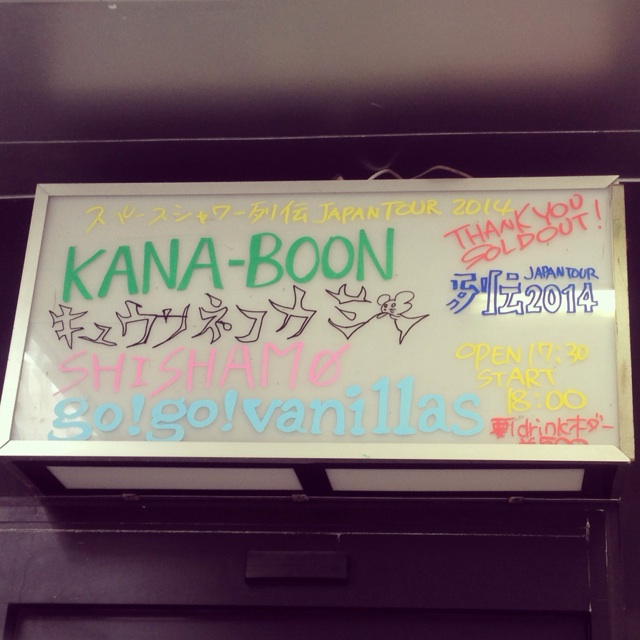 スペースシャワー列伝 JAPAN TOUR 2014
THANK YOU
SOLDOUT!
KANA-BOON
キュウソネコカミ
SHISHAMO
go!go!vanillas
列伝 JAPAN TOUR 2014
OPEN 17:30
START
18:00
drinkオーダー